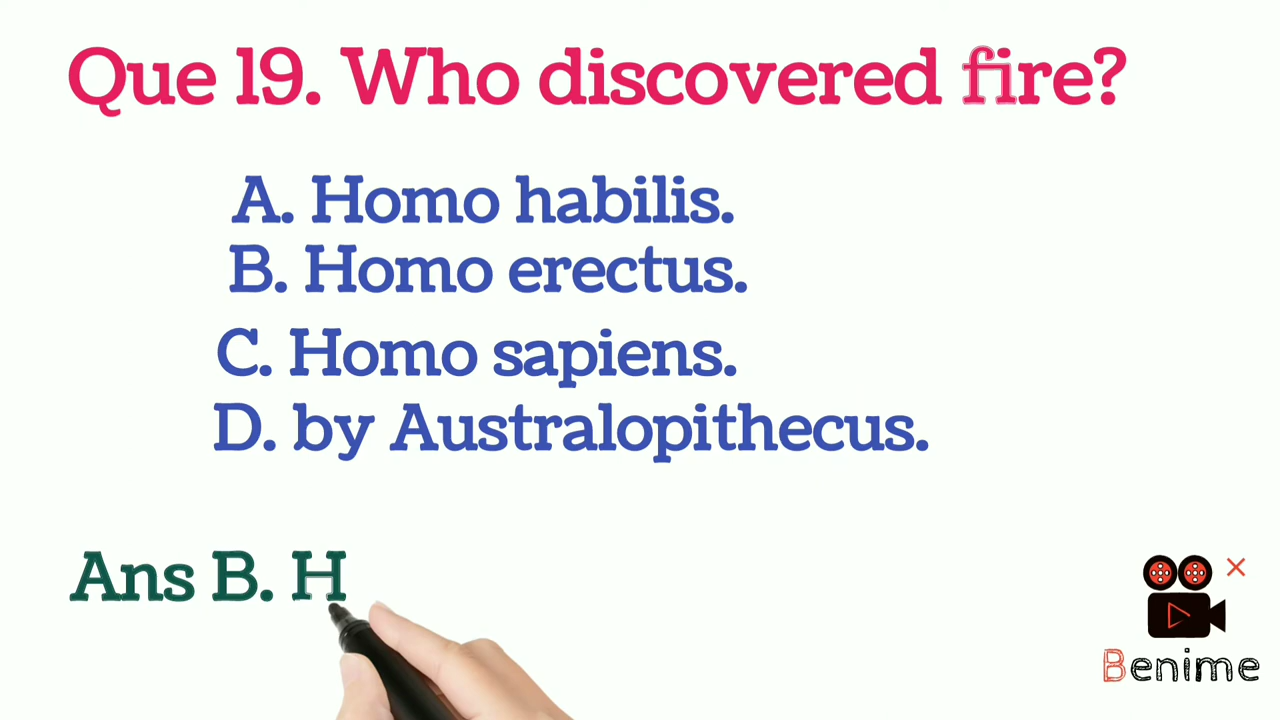 Que 19. Who discovered fire?
A. Homo habilis.
B. Homo erectus.
C. Homo sapiens.
D. by Australopithecus.
Ans B. H
Benime